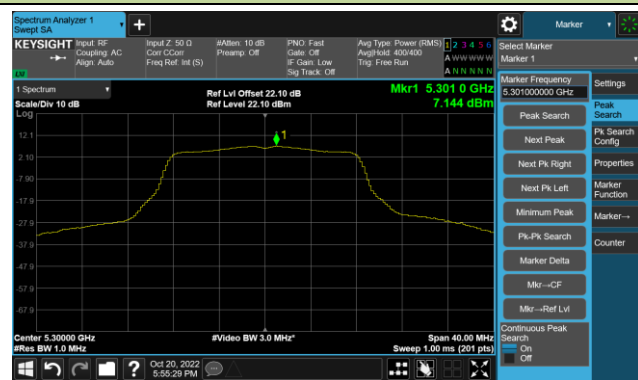 Spectrum Analyzer 1
Swept SA
Marker
KEYSIGHT
Input: RF
Coupling: AC
Align: Auto
Input Z: 50 Ω
Corr CCorr
Freq Ref: Int (S)
#Atten: 10 dB
Preamp: Off
PNO: Fast
Gate: Off
IF Gain: Low
Sig Track: Off
Avg Type: Power (RMS)
Avg|Hold: 400/400
Trig: Free Run
1 2 3 4 5 6
A W W W W W
A N N N N N
Select Marker
Marker 1
LXI
1 Spectrum
Scale/Div 10 dB
Log
Ref Lvl Offset 22.10 dB
Ref Level 22.10 dBm
Mkr1 5.301 0 GHz
7.144 dBm
1
12.1
2.10
-7.90
-17.9
-27.9
-37.9
-47.9
-57.9
-67.9
Center 5.30000 GHz
#Res BW 1.0 MHz
#Video BW 3.0 MHz*
Span 40.00 MHz
Sweep 1.00 ms (201 pts)
Oct 20, 2022
5:55:29 PM
Marker Frequency
5.301000000 GHz
Peak Search
Next Peak
Next Pk Right
Next Pk Left
Minimum Peak
Pk-Pk Search
Marker Delta
Mkr→CF
Mkr→Ref Lvl
Continuous Peak
Search
On
Off
Settings
Peak
Search
Pk Search
Config
Properties
Marker
Function
Marker→
Counter